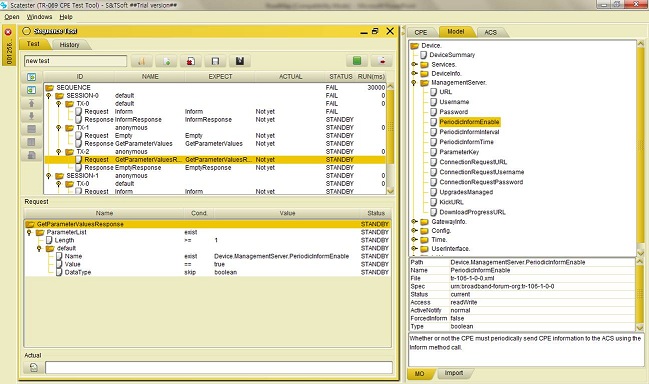 Scatester (TR-069 CPE Test Tool) - S&TSoft ##Trial version##
Open Windows Help
Sequence Test
Test History
new test
ID NAME EXPECT ACTUAL STATUS RUN(ms)
SEQUENCE FAIL 30000
SESSION-0 default FAIL 0
TX-0 default FAIL 0
Request Inform Inform Not yet FAIL
Response InformResponse InformResponse Not yet STANDBY
TX-1 anonymous STANDBY 0
Request Empty Empty Not yet STANDBY
Response GetParameterValues GetParameterValues Not yet STANDBY
TX-2 anonymous STANDBY 0
Request GetParameterValuesR... GetParameterValuesR... Not yet STANDBY
Response EmptyResponse EmptyResponse Not yet STANDBY
SESSION-1 anonymous STANDBY 0
TX-0 default STANDBY 0
Request Inform Inform Not yet STANDBY
Request
Name Cond. Value Status
GetParameterValuesResponse STANDBY
ParameterList exist STANDBY
Length >= 1 STANDBY
default STANDBY
Name exist Device.ManagementServer.PeriodicInformEnable STANDBY
Value == true STANDBY
DataType skip boolean STANDBY
Actual
CPE Model ACS
Device.
DeviceSummary
Services.
DeviceInfo.
ManagementServer.
URL
Username
Password
PeriodicInformEnable
PeriodicInformInterval
PeriodicInformTime
ParameterKey
ConnectionRequestURL
ConnectionRequestUsername
ConnectionRequestPassword
UpgradesManaged
KickURL
DownloadProgressURL
GatewayInfo.
Config.
Time.
UserInterface.
Path Device.ManagementServer.PeriodicInformEnable
Name PeriodicInformEnable
File tr-106-1-0-0.xml
Spec urn:broadband-forum-org:tr-106-1-0-0
Status current
Access readWrite
ActiveNotify normal
ForcedInform false
Type boolean
Whether or not the CPE must periodically send CPE information to the ACS using the
Inform method call.
MO Import